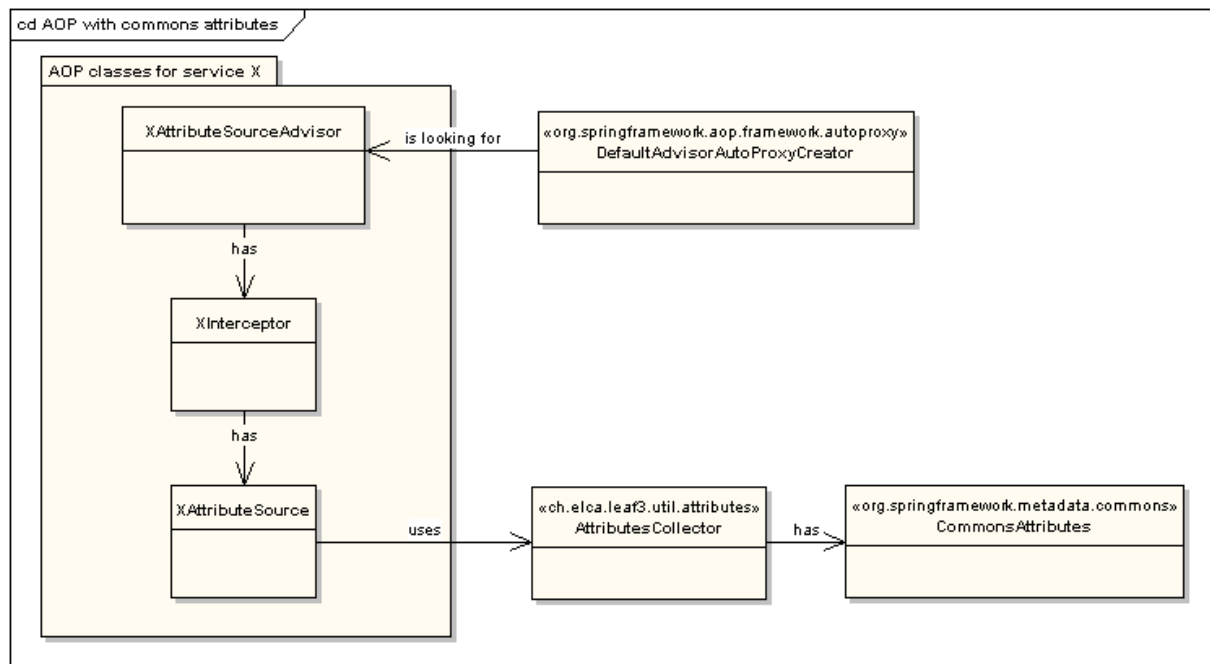 cd AOP with commons attributes
AOP classes for service X
XAttributeSourceAdvisor
is looking for
«org.springframework.aop.framework.autoproxy»
DefaultAdvisorAutoProxyCreator
has
XInterceptor
has
XAttributeSource
uses
«ch.elca.leaf3.util.attributes»
AttributesCollector
has
«org.springframework.metadata.commons»
CommonsAttributes